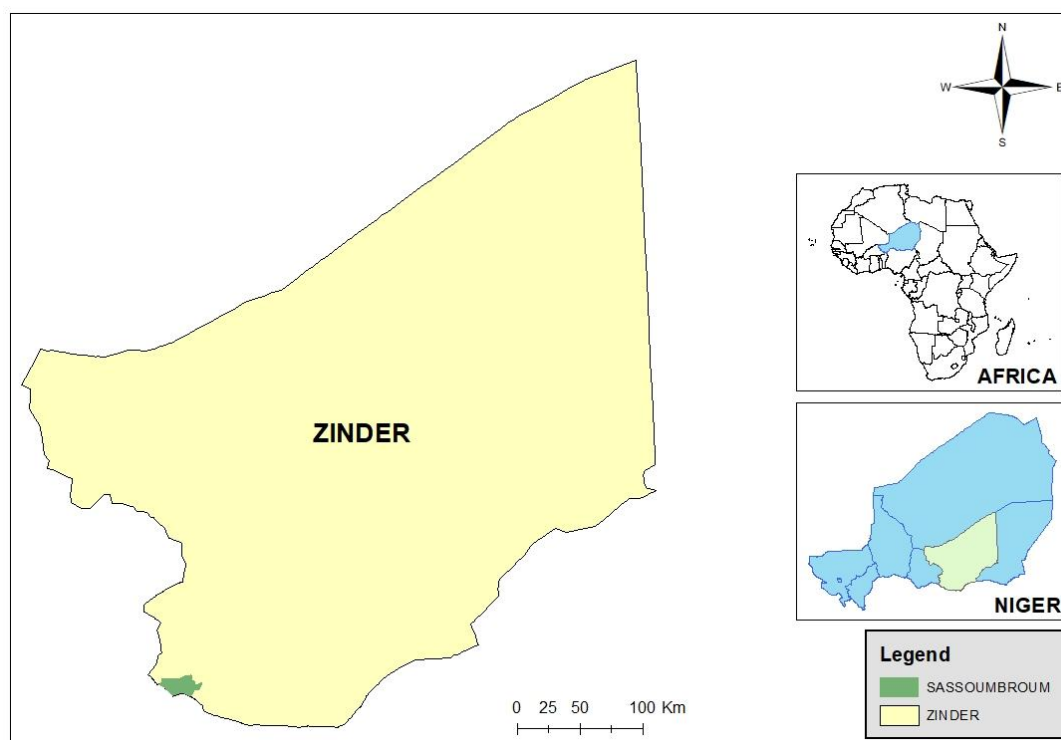 N
W E
S
AFRICA
ZINDER
NIGER
Legend
SASSOUMBROUM
ZINDER
0 25 50 100 Km